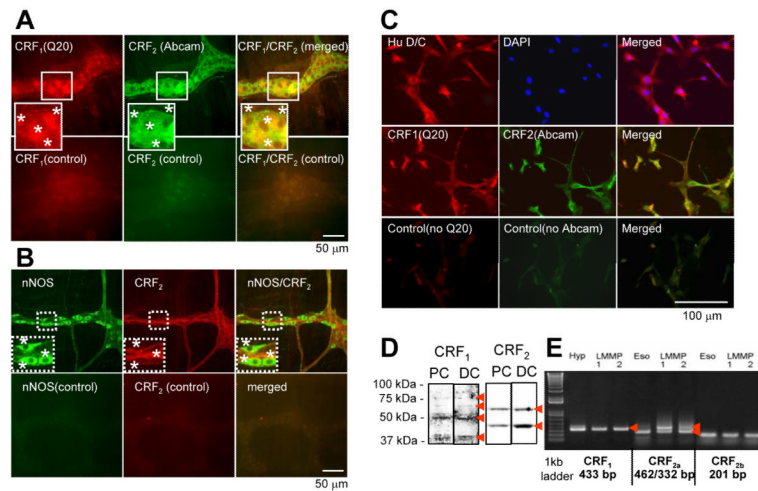 A
CRF1(Q20)
CRF2 (Abcam)
CRF1/CRF2 (merged)
* * * *
* * * *
* * * *
CRF1(control)
CRF2 (control)
CRF1/CRF2 (control)
50 µm
B
nNOS
CRF2
nNOS/CRF2
* * *
* * *
* * *
nNOS(control)
CRF2 (control)
merged
50 µm
C
Hu D/C
DAPI
Merged
CRF1(Q20)
CRF2(Abcam)
Merged
Control(no Q20)
Control(no Abcam)
Merged
100 µm
D
CRF1
CRF2
PC DC
PC DC
100 kDa -
75 kDa -
50 kDa -
37 kDa -
E
Hyp LMMP Eso LMMP Eso LMMP
1 2 1 2 1 2
1kb ladder
CRF1
433 bp
CRF2a
462/332 bp
CRF2b
201 bp